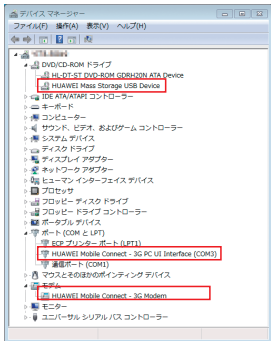 デバイス マネージャー
ファイル(F) 操作(A) 表示(V) ヘルプ(H)
DVD/CD-ROM ドライブ
HL-DT-ST DVD-ROM GDRH20N ATA Device
HUAWEI Mass Storage USB Device
IDE ATA/ATAPI コントローラー
キーボード
コンピューター
サウンド、ビデオ、およびゲーム コントローラー
システム デバイス
ディスク ドライブ
ディスプレイ アダプター
ネットワーク アダプター
ヒューマン インターフェイス デバイス
プロセッサ
フロッピー ディスク ドライブ
フロッピー ドライブ コントローラー
ポータブル デバイス
ポート (COM と LPT)
ECP プリンター ポート (LPT1)
HUAWEI Mobile Connect - 3G PC UI Interface (COM3)
通信ポート (COM1)
マウスとそのほかのポインティング デバイス
モデム
HUAWEI Mobile Connect - 3G Modem
モニター
ユニバーサル シリアル バス コントローラー